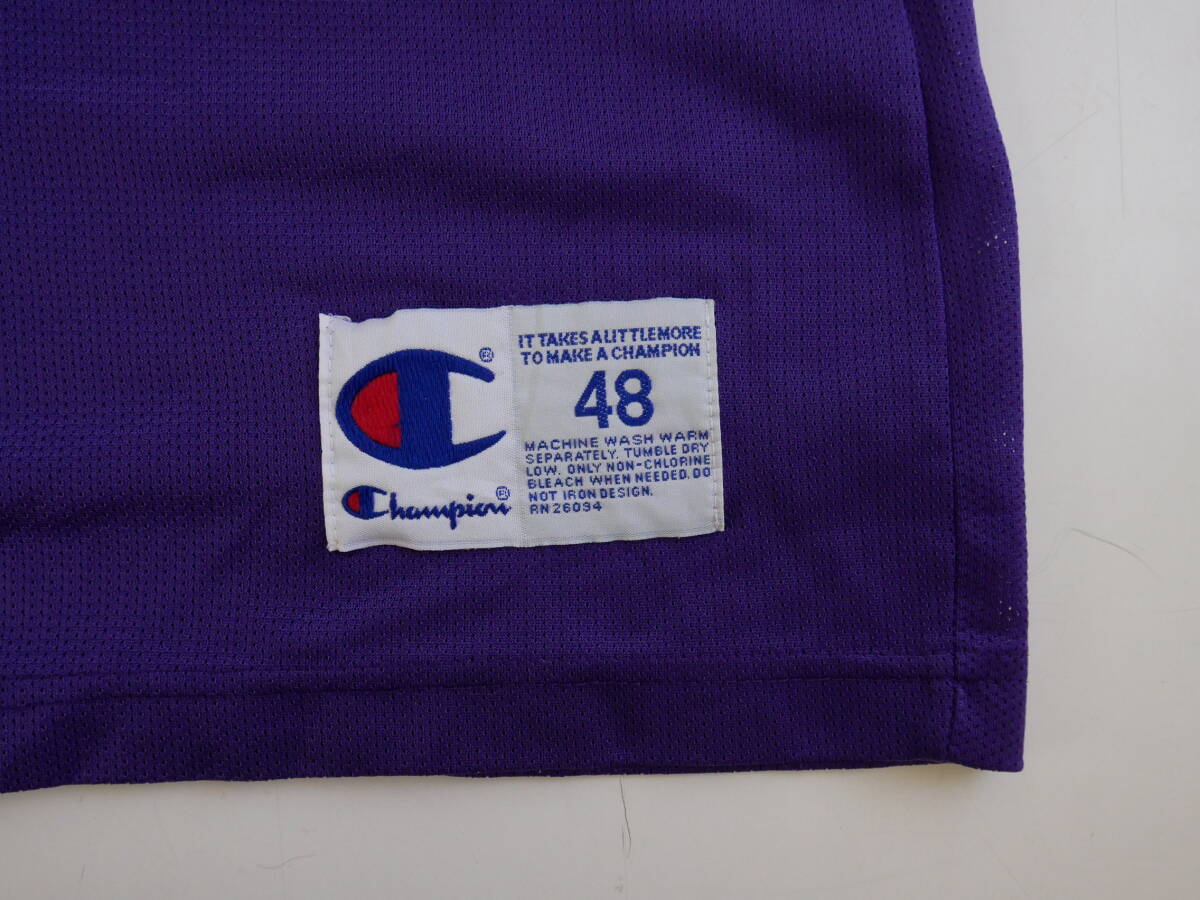 IT TAKES A LITTLE MORE
TO MAKE A CHAMPION
48
MACHINE WASH WARM
SEPARATELY. TUMBLE DRY
LOW. ONLY NON-CHLORINE
BLEACH WHEN NEEDED. DO
NOT IRON DESIGN.
RN 26094
®
Champion®